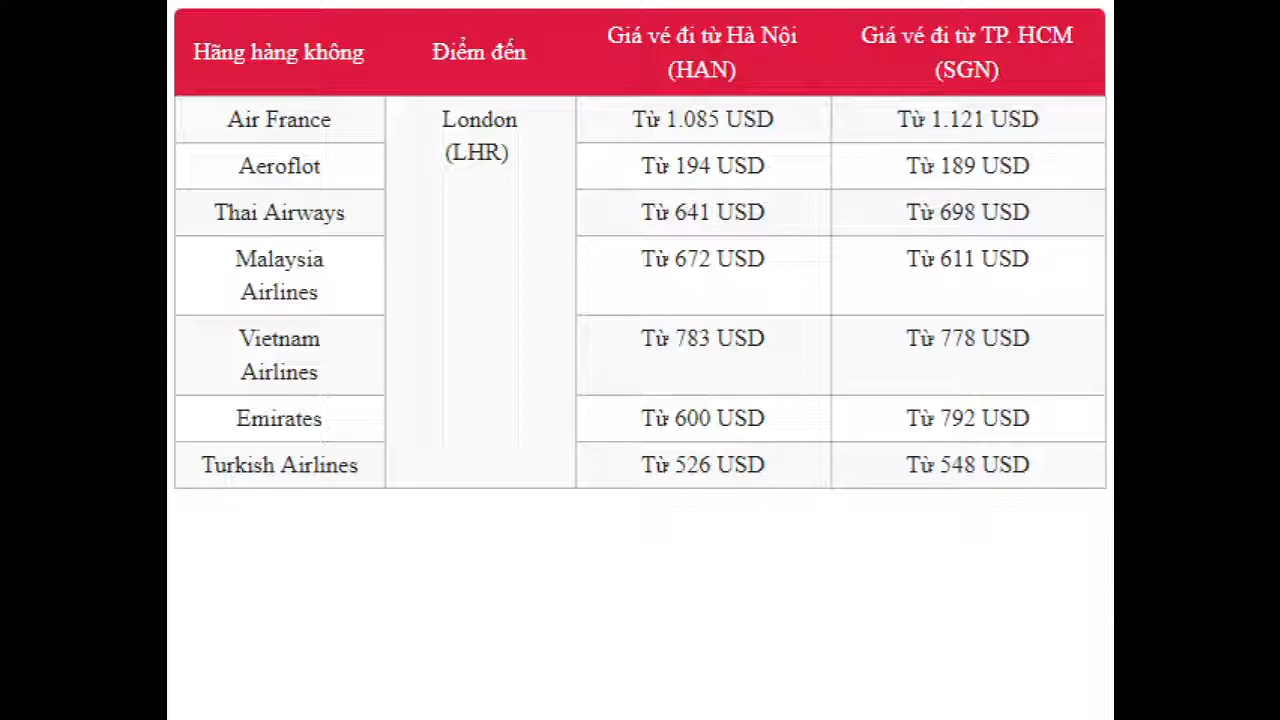 Hãng hàng không
Điểm đến
Giá vé đi từ Hà Nội
(HAN)
Giá vé đi từ TP. HCM
(SGN)
Air France
London
(LHR)
Từ 1.085 USD
Từ 1.121 USD
Aeroflot
Từ 194 USD
Từ 189 USD
Thai Airways
Từ 641 USD
Từ 698 USD
Malaysia
Airlines
Từ 672 USD
Từ 611 USD
Vietnam
Airlines
Từ 783 USD
Từ 778 USD
Emirates
Từ 600 USD
Từ 792 USD
Turkish Airlines
Từ 526 USD
Từ 548 USD